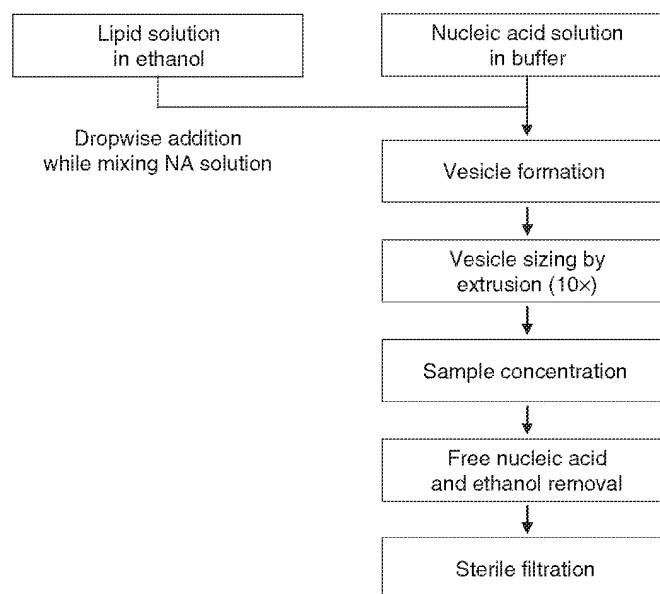 Lipid solution
in ethanol
Nucleic acid solution
in buffer
Dropwise addition
while mixing NA solution
Vesicle formation
Vesicle sizing by
extrusion (10×)
Sample concentration
Free nucleic acid
and ethanol removal
Sterile filtration